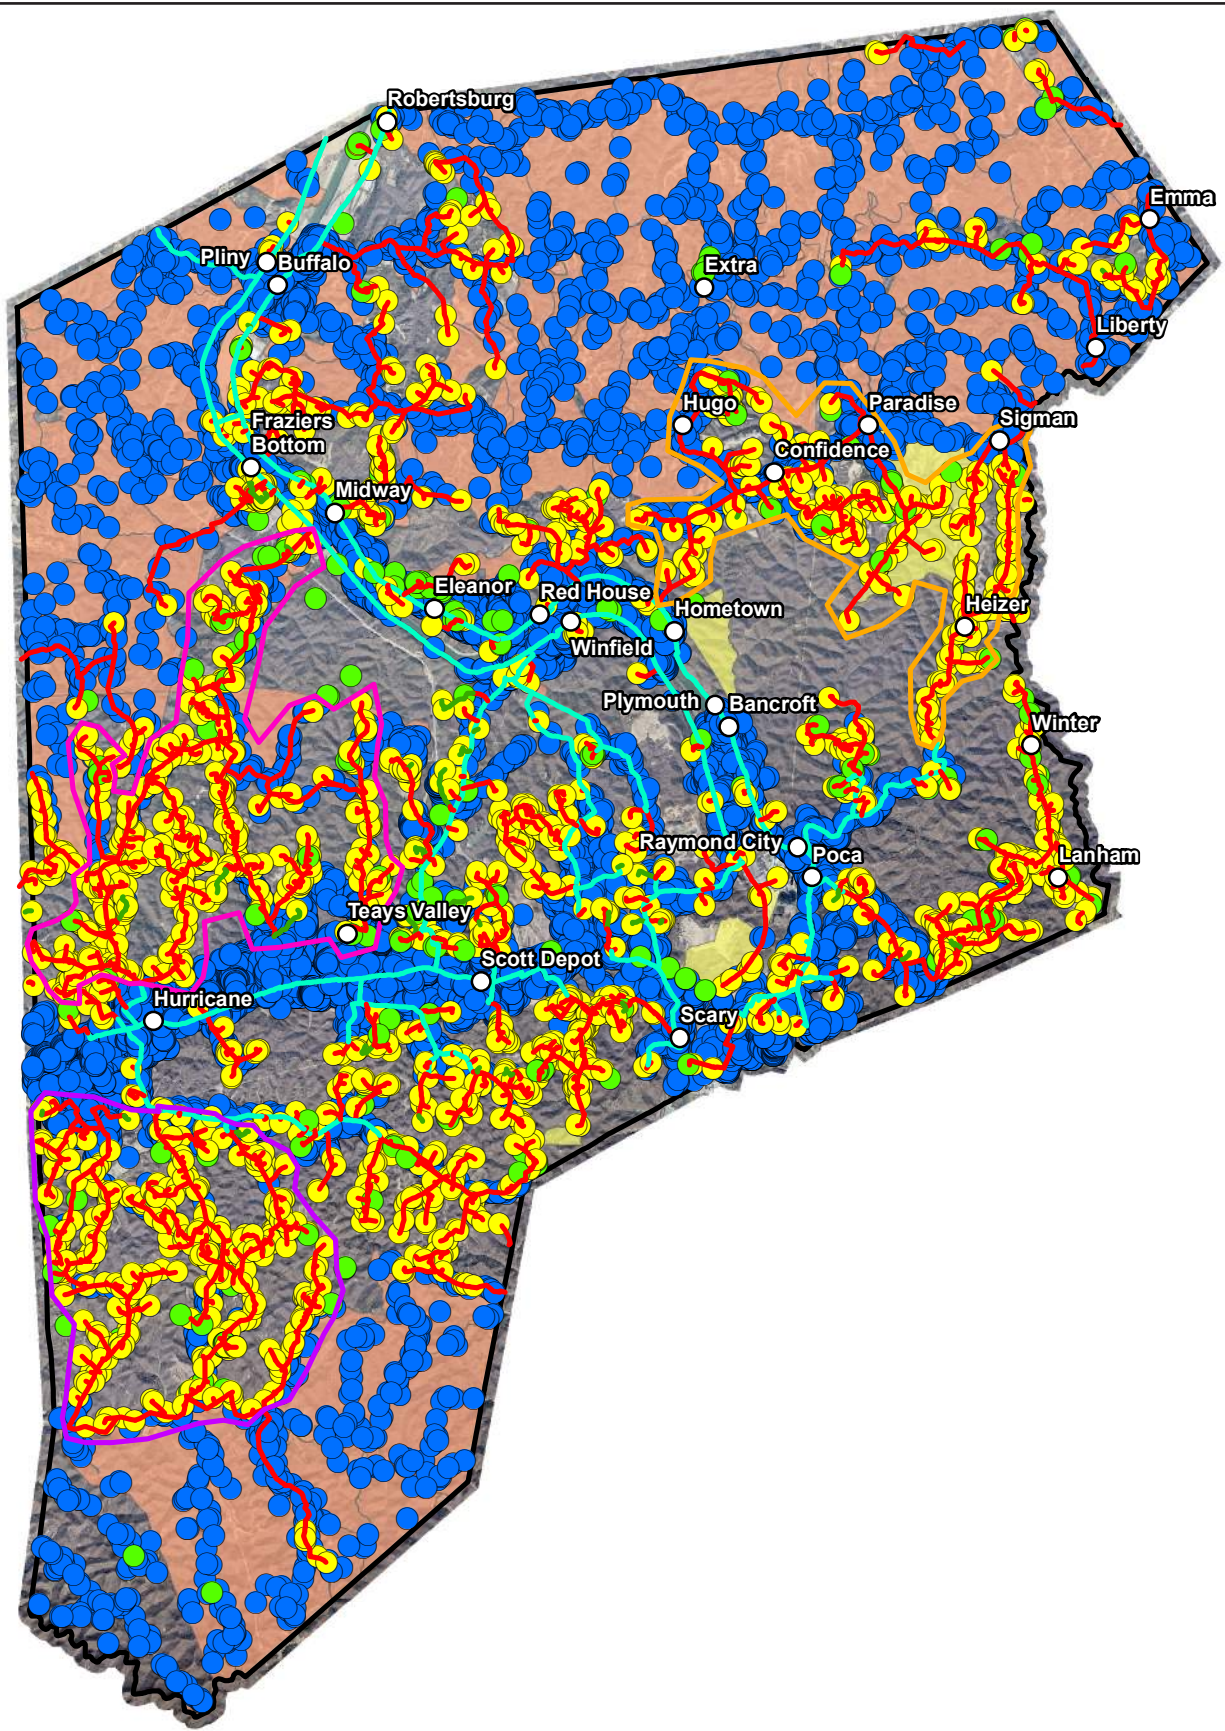 Robertsburg
Emma
Pliny
Buffalo
Extra
Liberty
Hugo
Paradise
Fraziers
Bottom
Sigman
Confidence
Midway
Eleanor
Red House
Hometown
Heizer
Winfield
Plymouth
Bancroft
Winter
Raymond City
Poca
Lanham
Teays Valley
Scott Depot
Hurricane
Scary